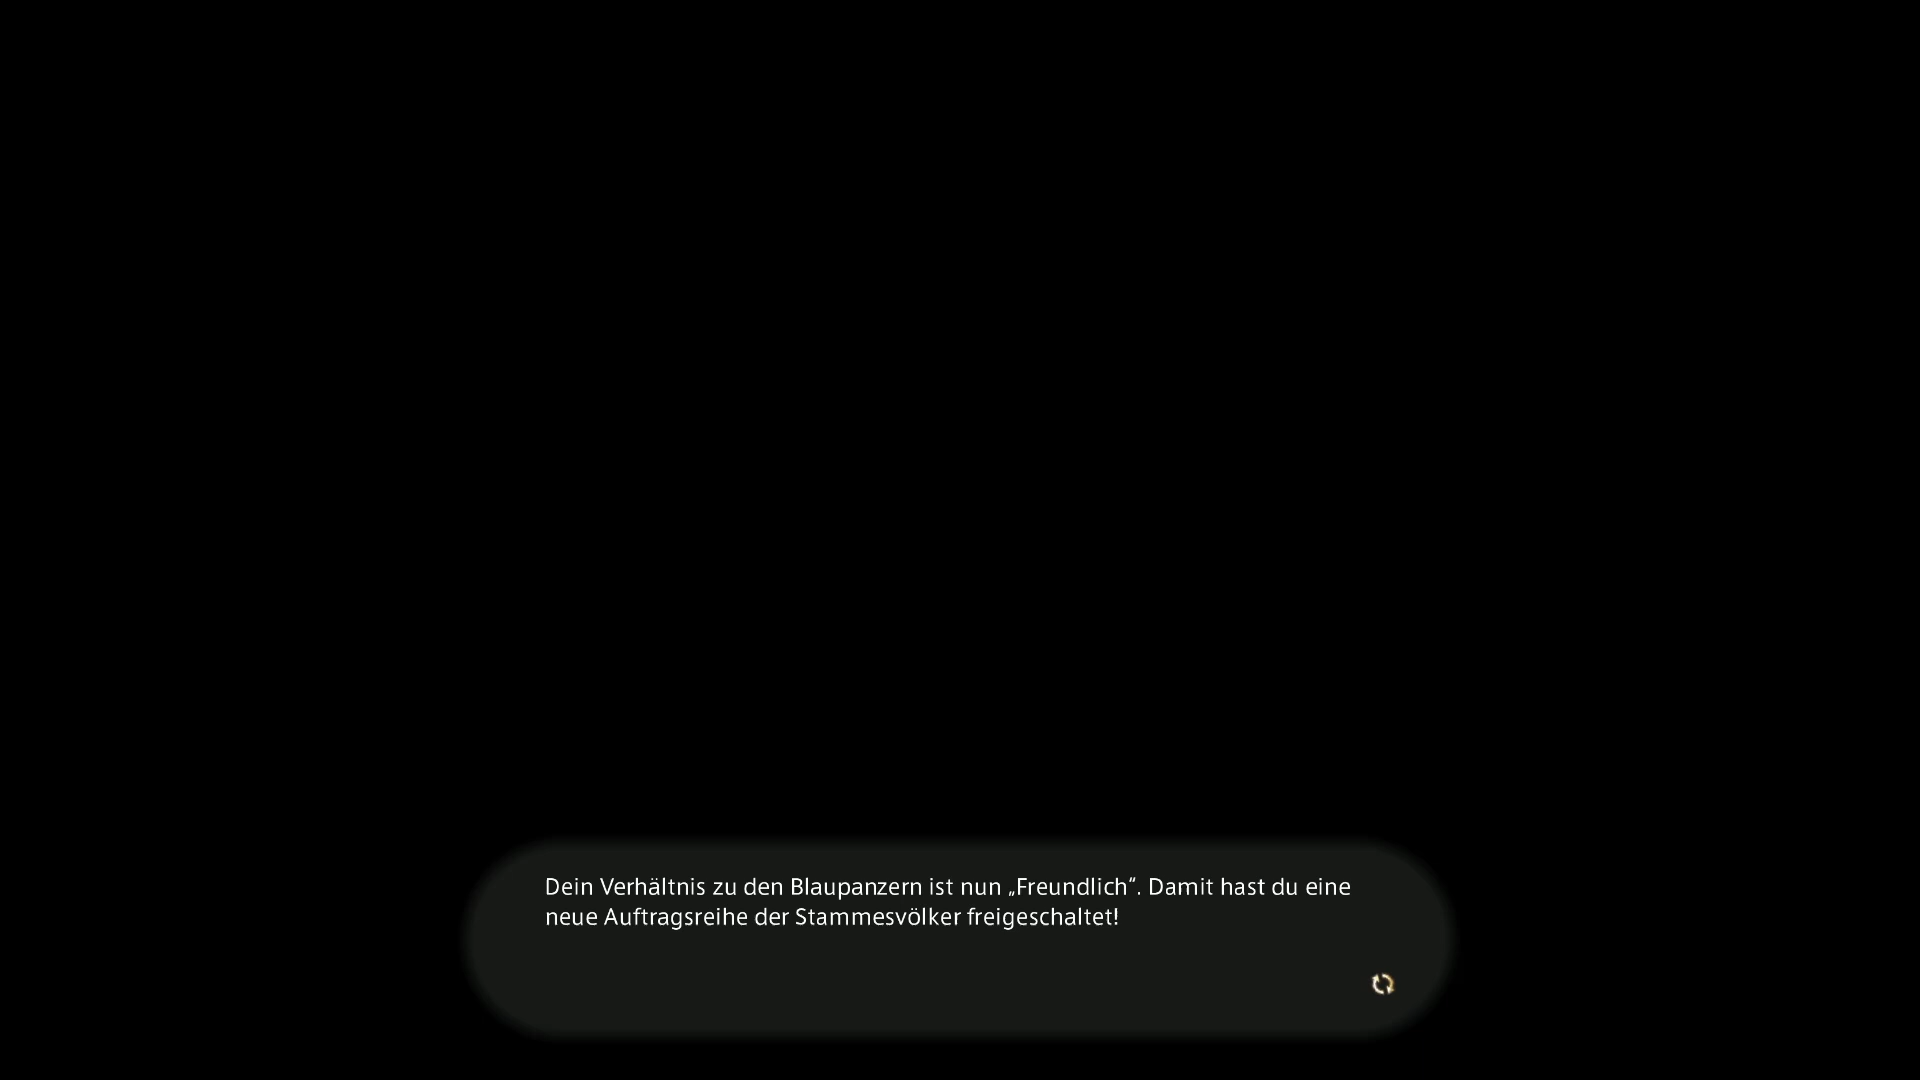 Dein Verhältnis zu den Blaupanzern ist nun „Freundlich“. Damit hast du eine
neue Auftragsreihe der Stammesvölker freigeschaltet!